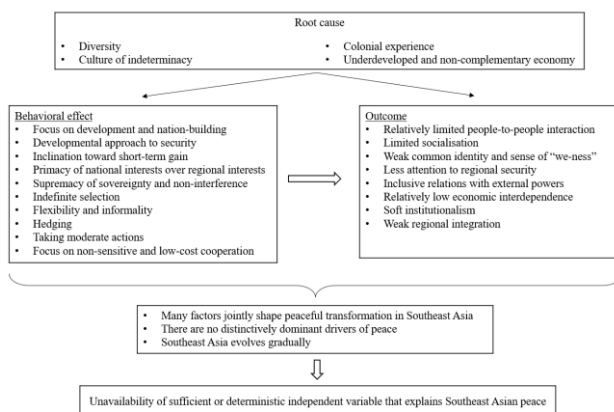 Root cause
• Diversity
• Culture of indeterminacy
• Colonial experience
• Underdeveloped and non-complementary economy
Behavioral effect
• Focus on development and nation-building
• Developmental approach to security
• Inclination toward short-term gain
• Primacy of national interests over regional interests
• Supremacy of sovereignty and non-interference
• Indefinite selection
• Flexibility and informality
• Hedging
• Taking moderate actions
• Focus on non-sensitive and low-cost cooperation
Outcome
• Relatively limited people-to-people interaction
• Limited socialisation
• Weak common identity and sense of “we-ness”
• Less attention to regional security
• Inclusive relations with external powers
• Relatively low economic interdependence
• Soft institutionalism
• Weak regional integration
• Many factors jointly shape peaceful transformation in Southeast Asia
• There are no distinctively dominant drivers of peace
• Southeast Asia evolves gradually
Unavailability of sufficient or deterministic independent variable that explains Southeast Asian peace